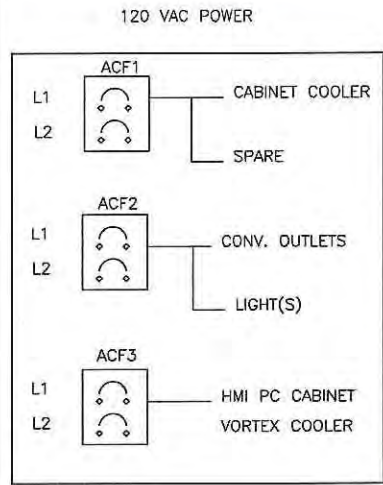 120 VAC POWER
ACF1
L1
CABINET COOLER
L2
SPARE
ACF2
L1
CONV. OUTLETS
L2
LIGHT(S)
ACF3
L1
HMI PC CABINET
L2
VORTEX COOLER